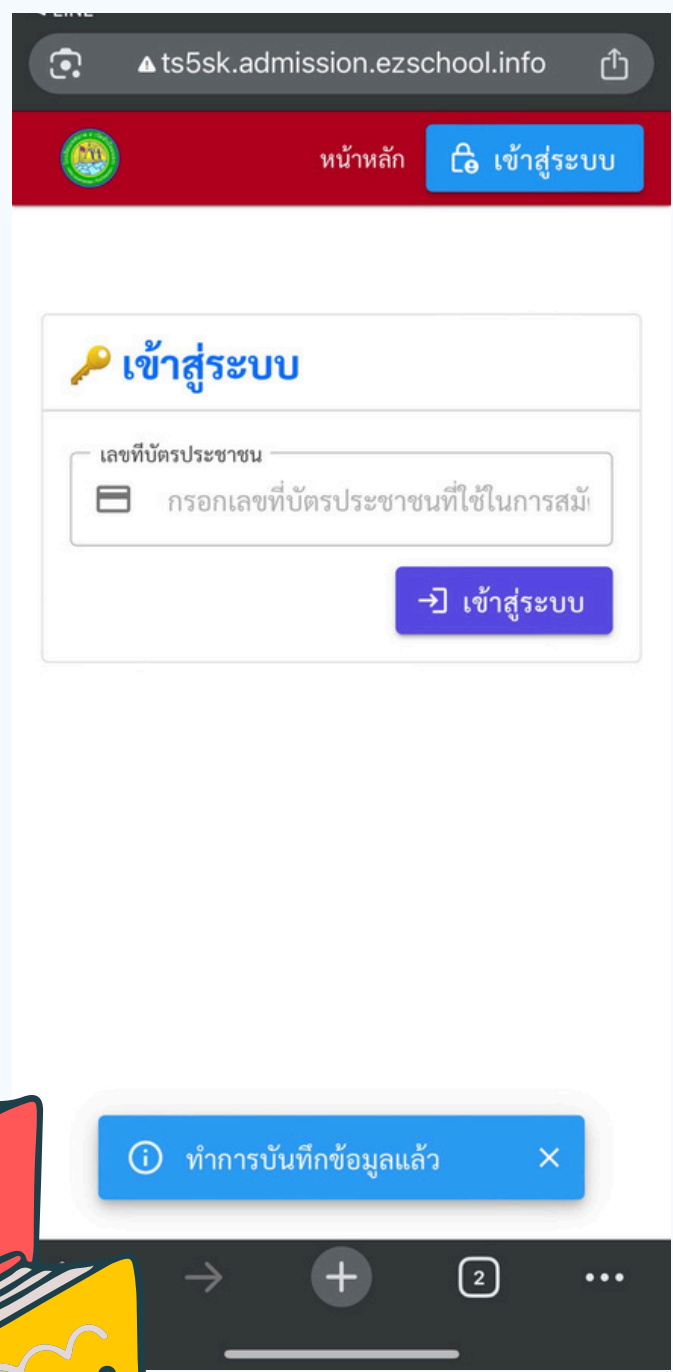 ts5sk.admission.ezschool.info
หน้าหลัก
เข้าสู่ระบบ
เข้าสู่ระบบ
เลขที่บัตรประชาชน
กรอกเลขที่บัตรประชาชนที่ใช้ในการสมั
เข้าสู่ระบบ
ทำการบันทึกข้อมูลแล้ว
2